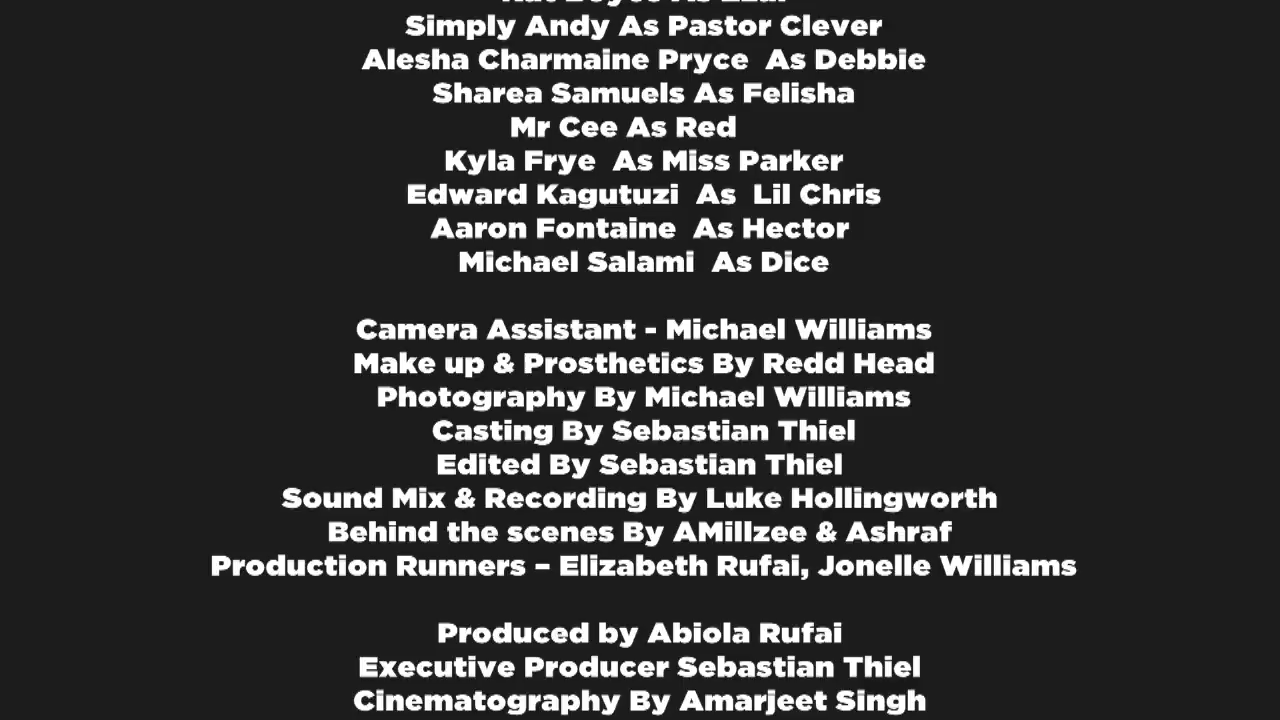 Simply Andy As Pastor Clever
Alesha Charmaine Pryce As Debbie
Sharea Samuels As Felisha
Mr Cee As Red
Kyla Frye As Miss Parker
Edward Kagutuzi As Lil Chris
Aaron Fontaine As Hector
Michael Salami As Dice
Camera Assistant - Michael Williams
Make up & Prosthetics By Redd Head
Photography By Michael Williams
Casting By Sebastian Thiel
Edited By Sebastian Thiel
Sound Mix & Recording By Luke Hollingworth
Behind the scenes By AMillzee & Ashraf
Production Runners – Elizabeth Rufai, Jonelle Williams
Produced by Abiola Rufai
Executive Producer Sebastian Thiel
Cinematography By Amarjeet Singh